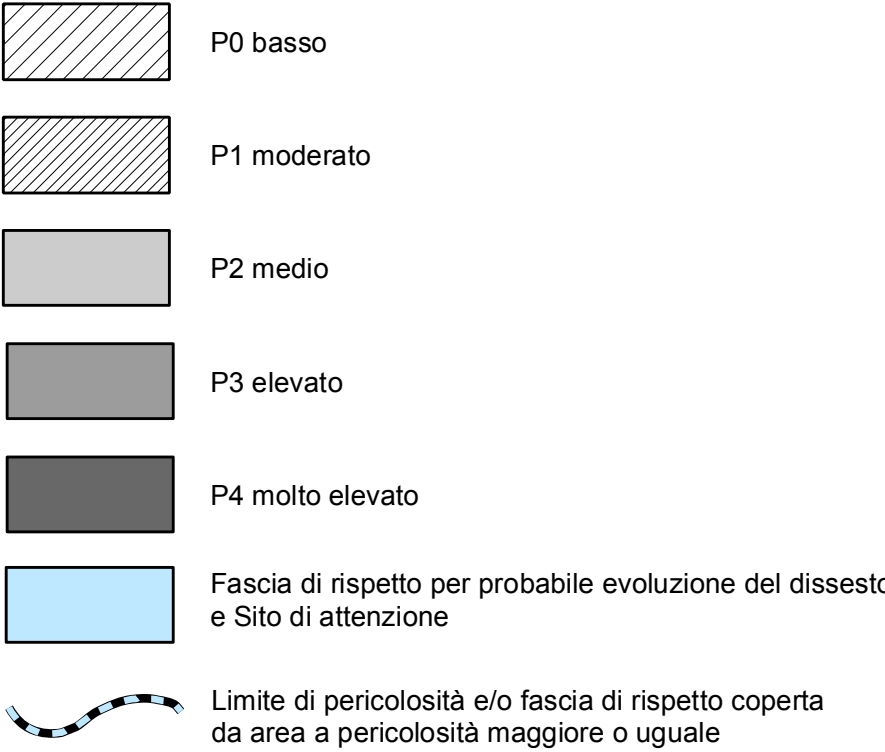 P0 basso
P1 moderato
P2 medio
P3 elevato
P4 molto elevato
Fascia di rispetto per probabile evoluzione del dissesto
e Sito di attenzione
Limite di pericolosità e/o fascia di rispetto coperta
da area a pericolosità maggiore o uguale